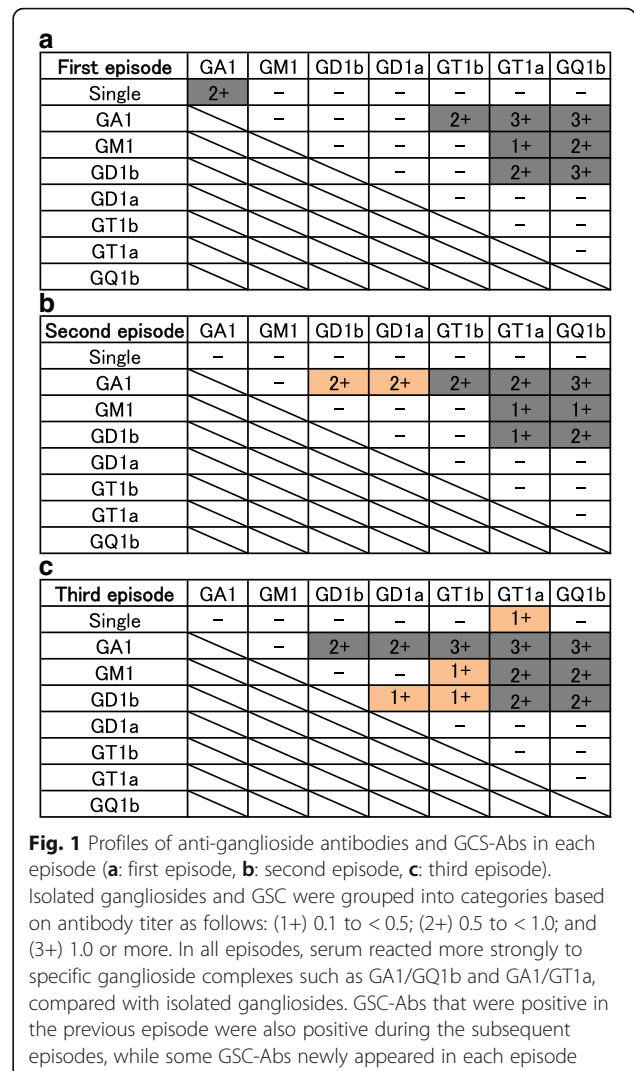 a
First episode GA1 GM1 GD1b GD1a GT1b GT1a GQ1b
Single 2+ – – – – – –
GA1 – – – 2+ 3+ 3+
GM1 – – – 1+ 2+
GD1b – – 2+ 3+
GD1a – – –
GT1b – –
GT1a –
GQ1b
b
Second episode GA1 GM1 GD1b GD1a GT1b GT1a GQ1b
Single – – – – – – –
GA1 – 2+ 2+ 2+ 2+ 3+
GM1 – – – 1+ 1+
GD1b – – 1+ 2+
GD1a – – –
GT1b – –
GT1a –
GQ1b
c
Third episode GA1 GM1 GD1b GD1a GT1b GT1a GQ1b
Single – – – – – 1+ –
GA1 – 2+ 2+ 3+ 3+ 3+
GM1 – – 1+ 2+ 2+
GD1b 1+ 1+ 2+ 2+
GD1a – – –
GT1b – –
GT1a –
GQ1b
Fig. 1 Profiles of anti-ganglioside antibodies and GCS-Abs in each
episode (a: first episode, b: second episode, c: third episode).
Isolated gangliosides and GSC were grouped into categories based
on antibody titer as follows: (1+) 0.1 to < 0.5; (2+) 0.5 to < 1.0; and
(3+) 1.0 or more. In all episodes, serum reacted more strongly to
specific ganglioside complexes such as GA1/GQ1b and GA1/GT1a,
compared with isolated gangliosides. GSC-Abs that were positive in
the previous episode were also positive during the subsequent
episodes, while some GSC-Abs newly appeared in each episode